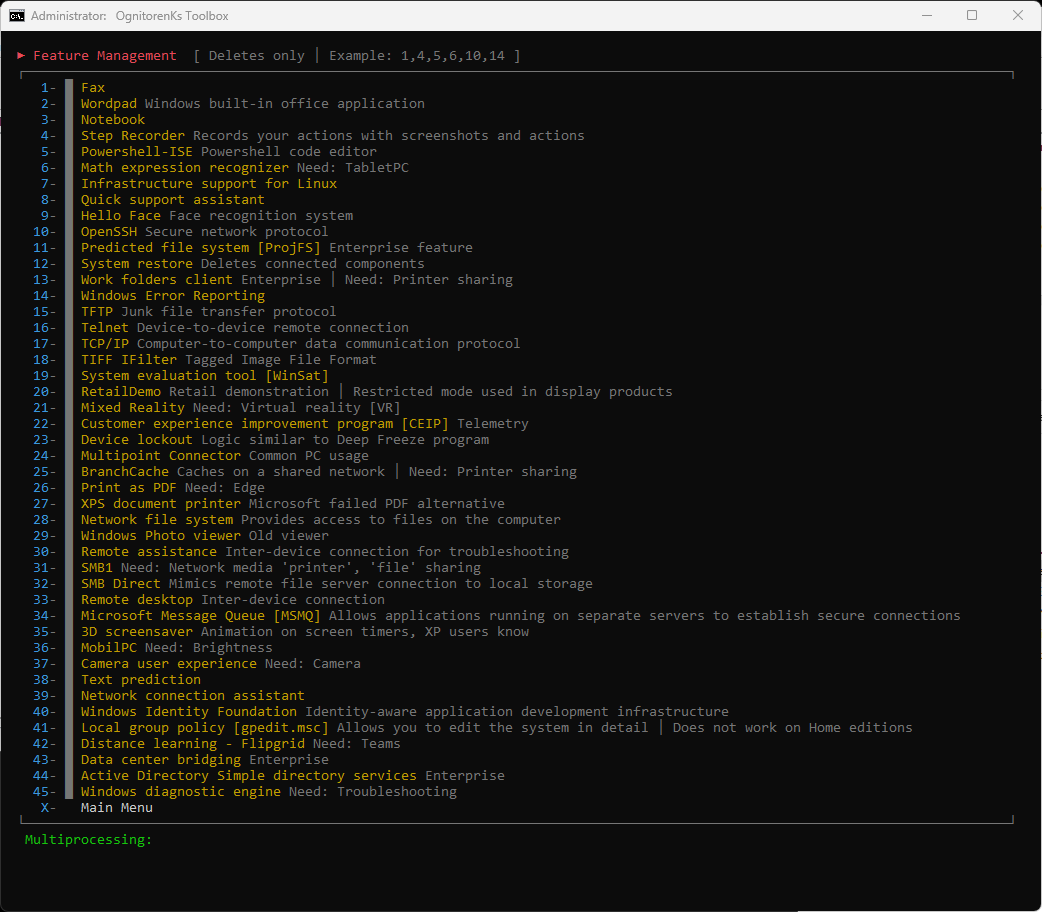 Administrator: OgnitorenKs Toolbox
► Feature Management [ Deletes only │ Example: 1,4,5,6,10,14 ]
1- Fax
2- Wordpad Windows built-in office application
3- Notebook
4- Step Recorder Records your actions with screenshots and actions
5- Powershell-ISE Powershell code editor
6- Math expression recognizer Need: TabletPC
7- Infrastructure support for Linux
8- Quick support assistant
9- Hello Face Face recognition system
10- OpenSSH Secure network protocol
11- Predicted file system [ProjFS] Enterprise feature
12- System restore Deletes connected components
13- Work folders client Enterprise │ Need: Printer sharing
14- Windows Error Reporting
15- TFTP Junk file transfer protocol
16- Telnet Device-to-device remote connection
17- TCP/IP Computer-to-computer data communication protocol
18- TIFF IFilter Tagged Image File Format
19- System evaluation tool [WinSat]
20- RetailDemo Retail demonstration │ Restricted mode used in display products
21- Mixed Reality Need: Virtual reality [VR]
22- Customer experience improvement program [CEIP] Telemetry
23- Device lockout Logic similar to Deep Freeze program
24- Multipoint Connector Common PC usage
25- BranchCache Caches on a shared network │ Need: Printer sharing
26- Print as PDF Need: Edge
27- XPS document printer Microsoft failed PDF alternative
28- Network file system Provides access to files on the computer
29- Windows Photo viewer Old viewer
30- Remote assistance Inter-device connection for troubleshooting
31- SMB1 Need: Network media 'printer', 'file' sharing
32- SMB Direct Mimics remote file server connection to local storage
33- Remote desktop Inter-device connection
34- Microsoft Message Queue [MSMQ] Allows applications running on separate servers to establish secure connections
35- 3D screensaver Animation on screen timers, XP users know
36- MobilPC Need: Brightness
37- Camera user experience Need: Camera
38- Text prediction
39- Network connection assistant
40- Windows Identity Foundation Identity-aware application development infrastructure
41- Local group policy [gpedit.msc] Allows you to edit the system in detail │ Does not work on Home editions
42- Distance learning - Flipgrid Need: Teams
43- Data center bridging Enterprise
44- Active Directory Simple directory services Enterprise
45- Windows diagnostic engine Need: Troubleshooting
X- Main Menu
Multiprocessing: